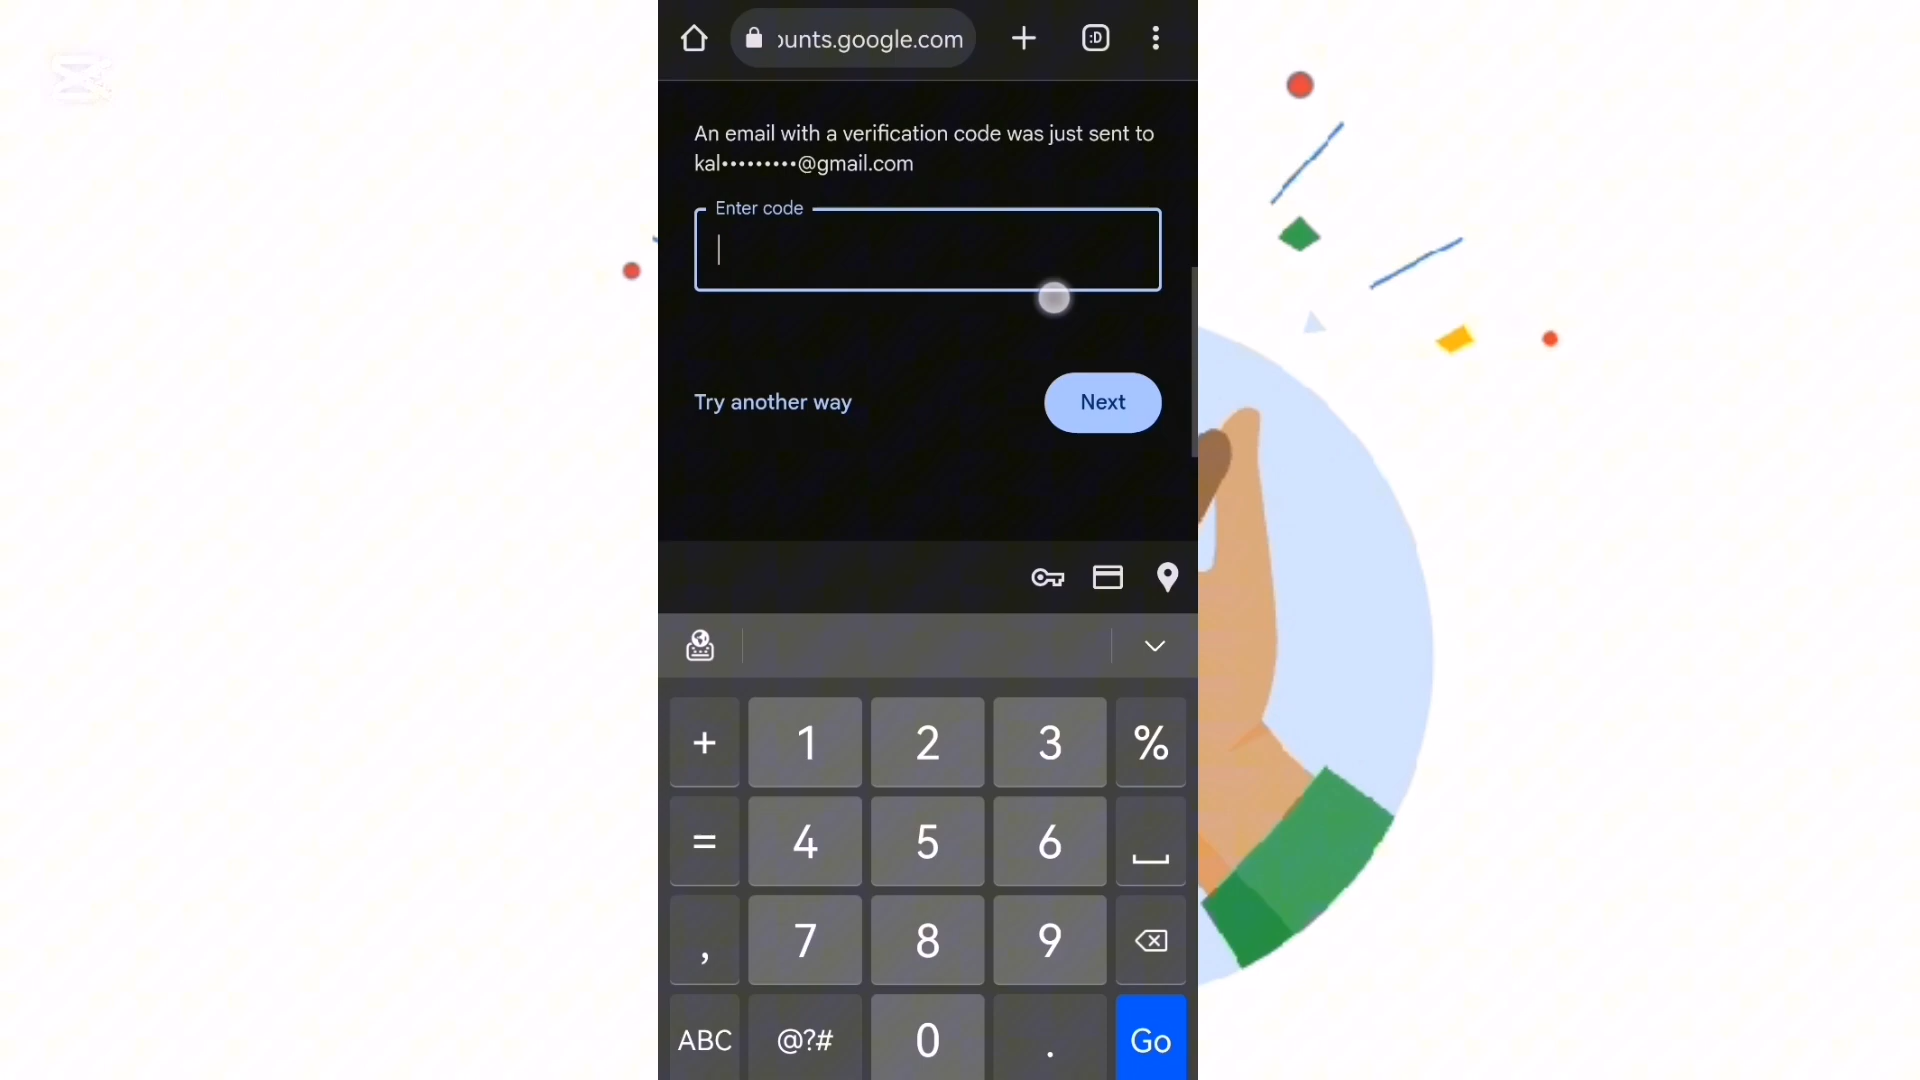 ounts.google.com
:D
An email with a verification code was just sent to
kal•••••••••@gmail.com
Enter code
Try another way
Next
+ 1 2 3 %
= 4 5 6
, 7 8 9
ABC @?# 0 . Go